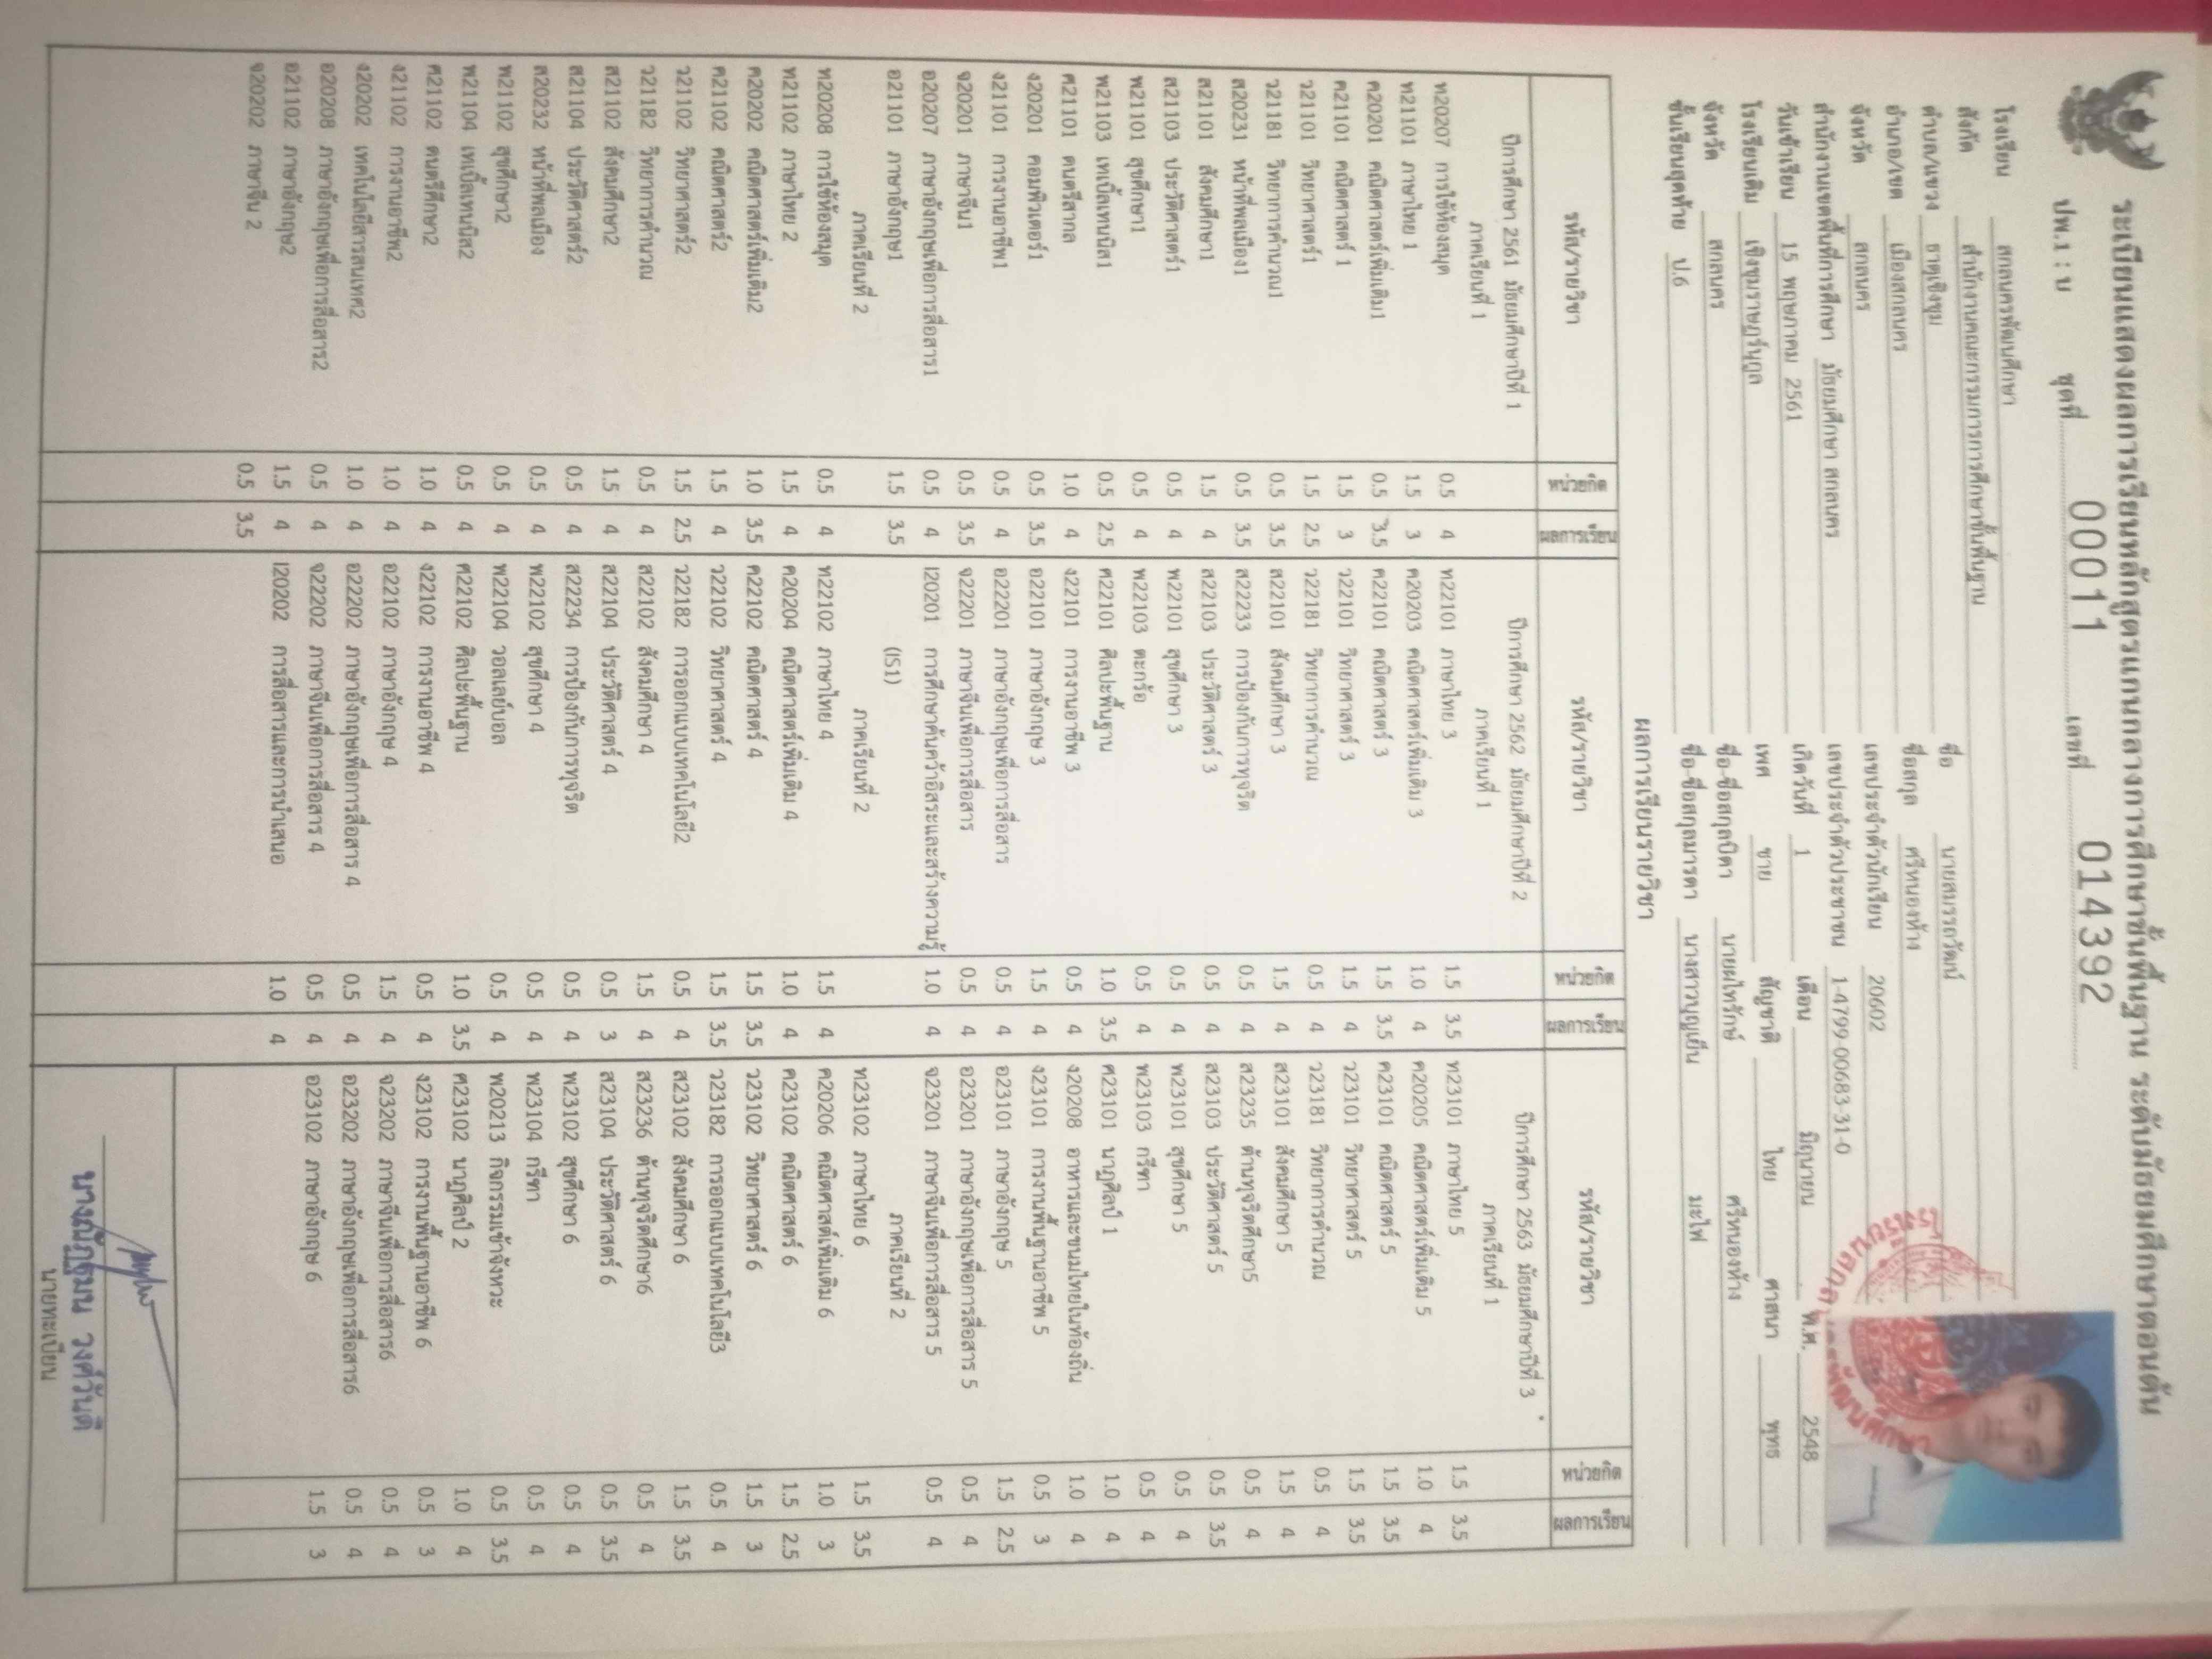 ระเบียนแสดงผลการเรียนหลักสูตรแกนกลางการศึกษาขั้นพื้นฐาน ระดับมัธยมศึกษาตอนต้น
ปพ.1 : บ ชุดที่ 00011 เลขที่ 014392
โรงเรียน สกลนครพัฒนศึกษา
สังกัด สำนักงานคณะกรรมการการศึกษาขั้นพื้นฐาน
ตำบล/แขวง ธาตุเชิงชุม
อำเภอ/เขต เมืองสกลนคร
จังหวัด สกลนคร
สำนักงานเขตพื้นที่การศึกษา มัธยมศึกษา สกลนคร
วันเข้าเรียน 15 พฤษภาคม 2561
โรงเรียนเดิม เชิงชุมราษฎร์นุกูล
จังหวัด สกลนคร
ชั้นเรียนสุดท้าย ป.6
ชื่อ นายสมรรถวัฒน์
ชื่อสกุล ศรีหนองห้าง
เลขประจำตัวนักเรียน 20602
เลขประจำตัวประชาชน 1-4799-00683-31-0
เกิดวันที่ 1 เดือน มิถุนายน พ.ศ. 2548
เพศ ชาย สัญชาติ ไทย ศาสนา พุทธ
ชื่อ-ชื่อสกุลบิดา นายผไทรักษ์ ศรีหนองห้าง
ชื่อ-ชื่อสกุลมารดา นางสาวบุญเย็น มะไฟ
ผลการเรียนรายวิชา
รหัส/รายวิชา หน่วยกิต ผลการเรียน
ปีการศึกษา 2561 มัธยมศึกษาปีที่ 1
ภาคเรียนที่ 1
ท20207 การใช้ห้องสมุด 0.5 4
ท21101 ภาษาไทย 1 1.5 3
ค20201 คณิตศาสตร์เพิ่มเติม1 0.5 3.5
ค21101 คณิตศาสตร์ 1 1.5 3
ว21101 วิทยาศาสตร์1 1.5 2.5
ว21181 วิทยาการคำนวณ1 0.5 3.5
ส20231 หน้าที่พลเมือง1 0.5 3.5
ส21101 สังคมศึกษา1 1.5 4
ส21103 ประวัติศาสตร์1 0.5 4
พ21101 สุขศึกษา1 0.5 4
พ21103 เทเบิ้ลเทนนิส1 0.5 2.5
ศ21101 ดนตรีสากล 1.0 4
ง20201 คอมพิวเตอร์1 0.5 3.5
ง21101 การงานอาชีพ1 0.5 4
จ20201 ภาษาจีน1 0.5 3.5
อ20207 ภาษาอังกฤษเพื่อการสื่อสาร1 0.5 4
อ21101 ภาษาอังกฤษ1 1.5 3.5
ภาคเรียนที่ 2
ท20208 การใช้ห้องสมุด 0.5 4
ท21102 ภาษาไทย 2 1.5 4
ค20202 คณิตศาสตร์เพิ่มเติม2 1.0 3.5
ค21102 คณิตศาสตร์2 1.5 4
ว21102 วิทยาศาสตร์2 1.5 2.5
ว21182 วิทยาการคำนวณ 0.5 4
ส21102 สังคมศึกษา2 1.5 4
ส21104 ประวัติศาสตร์2 0.5 4
ส20232 หน้าที่พลเมือง 0.5 4
พ21102 สุขศึกษา2 0.5 4
พ21104 เทเบิ้ลเทนนิส2 0.5 4
ศ21102 ดนตรีศึกษา2 1.0 4
ง21102 การงานอาชีพ2 1.0 4
ง20202 เทคโนโลยีสารสนเทศ2 1.0 4
อ20208 ภาษาอังกฤษเพื่อการสื่อสาร2 0.5 4
อ21102 ภาษาอังกฤษ2 1.5 4
จ20202 ภาษาจีน 2 0.5 3.5
รหัส/รายวิชา หน่วยกิต ผลการเรียน
ปีการศึกษา 2562 มัธยมศึกษาปีที่ 2
ภาคเรียนที่ 1
ท22101 ภาษาไทย 3 1.5 3.5
ค20203 คณิตศาสตร์เพิ่มเติม 3 1.0 4
ค22101 คณิตศาสตร์ 3 1.5 3.5
ว22101 วิทยาศาสตร์ 3 1.5 4
ว22181 วิทยาการคำนวณ 0.5 4
ส22101 สังคมศึกษา 3 1.5 4
ส22233 การป้องกันการทุจริต 0.5 4
ส22103 ประวัติศาสตร์ 3 0.5 4
พ22101 สุขศึกษา 3 0.5 4
พ22103 ตะกร้อ 0.5 4
ศ22101 ศิลปะพื้นฐาน 1.0 3.5
ง22101 การงานอาชีพ 3 0.5 4
อ22101 ภาษาอังกฤษ 3 1.5 4
อ22201 ภาษาอังกฤษเพื่อการสื่อสาร 0.5 4
จ22201 ภาษาจีนเพื่อการสื่อสาร 0.5 4
I20201 การศึกษาค้นคว้าอิสระและสร้างความรู้ 1.0 4
(IS1)
ภาคเรียนที่ 2
ท22102 ภาษาไทย 4 1.5 4
ค20204 คณิตศาสตร์เพิ่มเติม 4 1.0 4
ค22102 คณิตศาสตร์ 4 1.5 3.5
ว22102 วิทยาศาสตร์ 4 1.5 3.5
ว22182 การออกแบบเทคโนโลยี2 0.5 4
ส22102 สังคมศึกษา 4 1.5 4
ส22104 ประวัติศาสตร์ 4 0.5 3
ส22234 การป้องกันการทุจริต 0.5 4
พ22102 สุขศึกษา 4 0.5 4
พ22104 วอลเลย์บอล 0.5 4
ศ22102 ศิลปะพื้นฐาน 1.0 3.5
ง22102 การงานอาชีพ 4 0.5 4
อ22102 ภาษาอังกฤษ 4 1.5 4
อ22202 ภาษาอังกฤษเพื่อการสื่อสาร 4 0.5 4
จ22202 ภาษาจีนเพื่อการสื่อสาร 4 0.5 4
I20202 การสื่อสารและการนำเสนอ 1.0 4
รหัส/รายวิชา หน่วยกิต ผลการเรียน
ปีการศึกษา 2563 มัธยมศึกษาปีที่ 3
ภาคเรียนที่ 1
ท23101 ภาษาไทย 5 1.5 3.5
ค20205 คณิตศาสตร์เพิ่มเติม 5 1.0 4
ค23101 คณิตศาสตร์ 5 1.5 3.5
ว23101 วิทยาศาสตร์ 5 1.5 3.5
ว23181 วิทยาการคำนวณ 0.5 4
ส23101 สังคมศึกษา 5 1.5 4
ส23235 ต้านทุจริตศึกษา5 0.5 4
ส23103 ประวัติศาสตร์ 5 0.5 3.5
พ23101 สุขศึกษา 5 0.5 4
พ23103 กรีฑา 0.5 4
ศ23101 นาฏศิลป์ 1 1.0 4
ง20208 อาหารและขนมไทยในท้องถิ่น 1.0 4
ง23101 การงานพื้นฐานอาชีพ 5 0.5 3
อ23101 ภาษาอังกฤษ 5 1.5 2.5
อ23201 ภาษาอังกฤษเพื่อการสื่อสาร 5 0.5 4
จ23201 ภาษาจีนเพื่อการสื่อสาร 5 0.5 4
ภาคเรียนที่ 2
ท23102 ภาษาไทย 6 1.5 3.5
ค20206 คณิตศาสต์เพิ่มเติม 6 1.0 3
ค23102 คณิตศาสตร์ 6 1.5 2.5
ว23102 วิทยาศาสตร์ 6 1.5 3
ว23182 การออกแบบเทคโนโลยี3 0.5 4
ส23102 สังคมศึกษา 6 1.5 3.5
ส23236 ต้านทุจริตศึกษา6 0.5 4
ส23104 ประวัติศาสตร์ 6 0.5 3.5
พ23102 สุขศึกษา 6 0.5 4
พ23104 กรีฑา 0.5 4
พ20213 กิจกรรมเข้าจังหวะ 0.5 3.5
ศ23102 นาฏศิลป์ 2 1.0 4
ง23102 การงานพื้นฐานอาชีพ 6 0.5 3
จ23202 ภาษาจีนเพื่อการสื่อสาร6 0.5 4
อ23202 ภาษาอังกฤษเพื่อการสื่อสาร6 0.5 4
อ23102 ภาษาอังกฤษ 6 1.5 3
นางณัฏฐมน วงศ์วันดี
นายทะเบียน